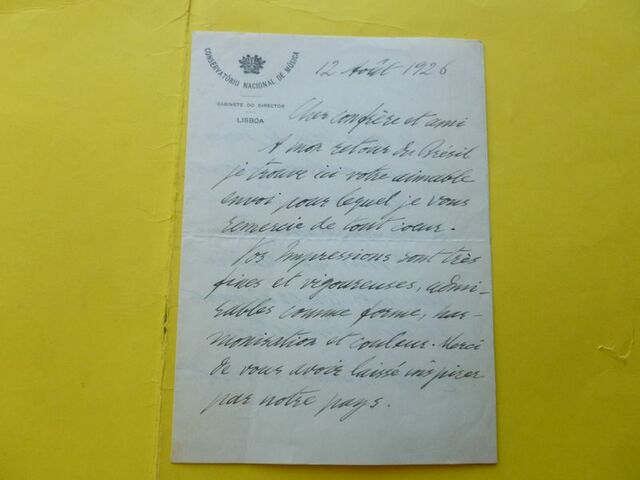 CONSERVATÓRIO NACIONAL DE MÚSICA
GABINETE DO DIRECTOR
LISBOA
12 Août 1926
Cher confrère et ami
A mon retour du Brésil
je trouve ici votre aimable
envoi pour lequel je vous
remercie de tout coeur.
Vos Impressions sont très
fines et vigoureuses, admi-
rables comme forme, har-
monisation et couleur. Merci
de vous avoir laissé inspirer
par notre pays.